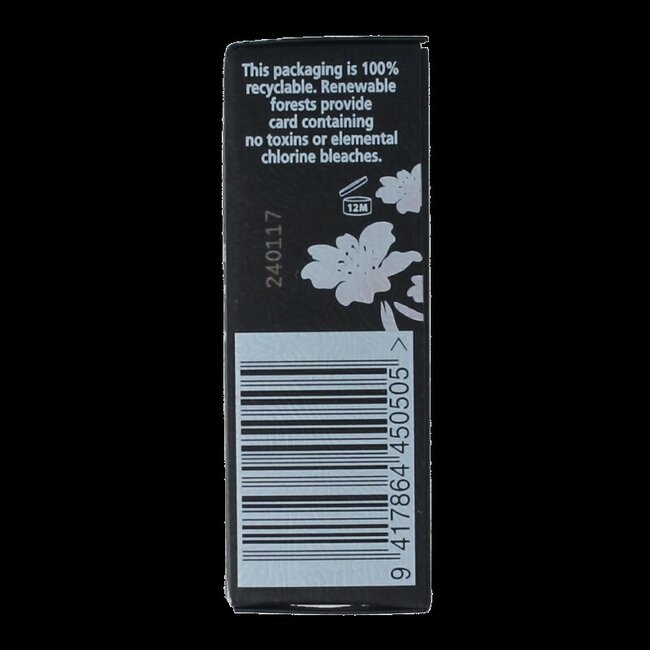 This packaging is 100%
recyclable. Renewable
forests provide
card containing
no toxins or elemental
chlorine bleaches.
12M
240117
9 417864 450505 >